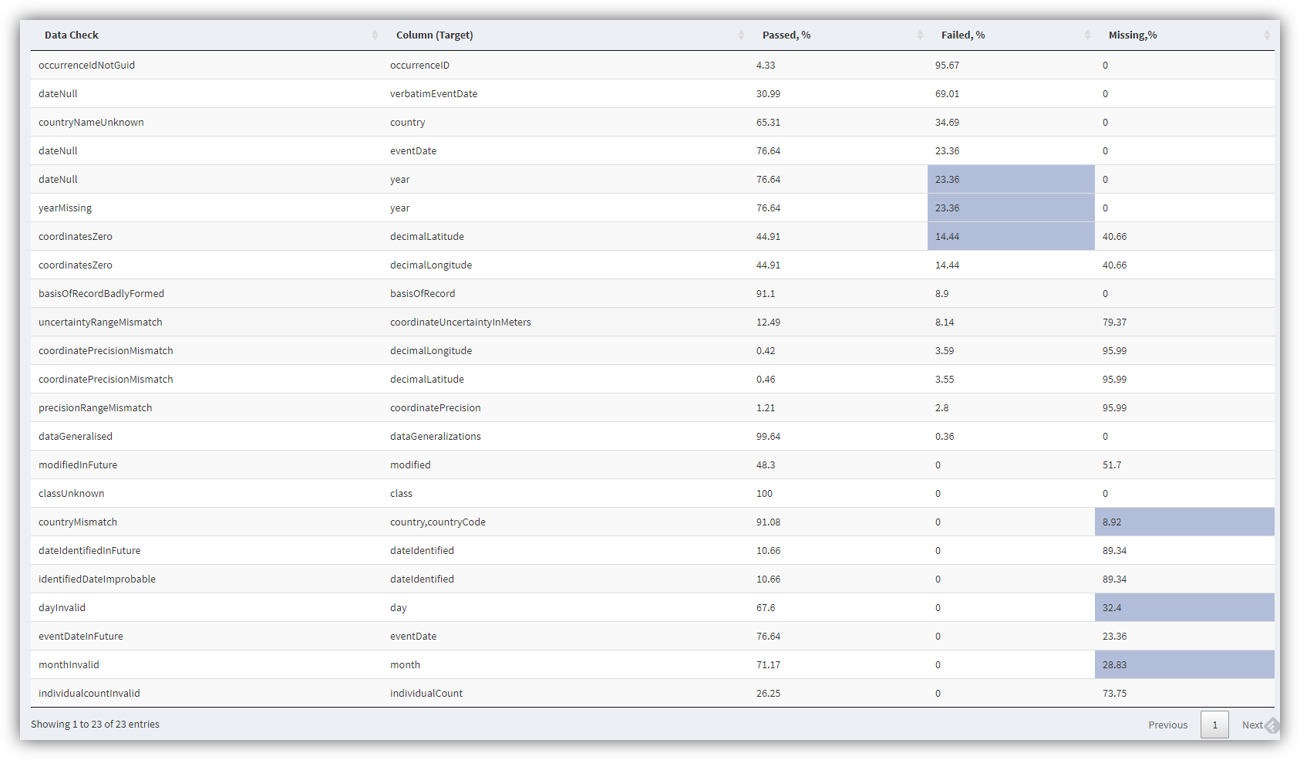 Data Check Column (Target) Passed, % Failed, % Missing,%
occurrenceIdNotGuid occurrenceID 4.33 95.67 0
dateNull verbatimEventDate 30.99 69.01 0
countryNameUnknown country 65.31 34.69 0
dateNull eventDate 76.64 23.36 0
dateNull year 76.64 23.36 0
yearMissing year 76.64 23.36 0
coordinatesZero decimalLatitude 44.91 14.44 40.66
coordinatesZero decimalLongitude 44.91 14.44 40.66
basisOfRecordBadlyFormed basisOfRecord 91.1 8.9 0
uncertaintyRangeMismatch coordinateUncertaintyInMeters 12.49 8.14 79.37
coordinatePrecisionMismatch decimalLongitude 0.42 3.59 95.99
coordinatePrecisionMismatch decimalLatitude 0.46 3.55 95.99
precisionRangeMismatch coordinatePrecision 1.21 2.8 95.99
dataGeneralised dataGeneralizations 99.64 0.36 0
modifiedInFuture modified 48.3 0 51.7
classUnknown class 100 0 0
countryMismatch country,countryCode 91.08 0 8.92
dateIdentifiedInFuture dateIdentified 10.66 0 89.34
identifiedDateImprobable dateIdentified 10.66 0 89.34
dayInvalid day 67.6 0 32.4
eventDateInFuture eventDate 76.64 0 23.36
monthInvalid month 71.17 0 28.83
individualcountInvalid individualCount 26.25 0 73.75
Showing 1 to 23 of 23 entries Previous 1 Next